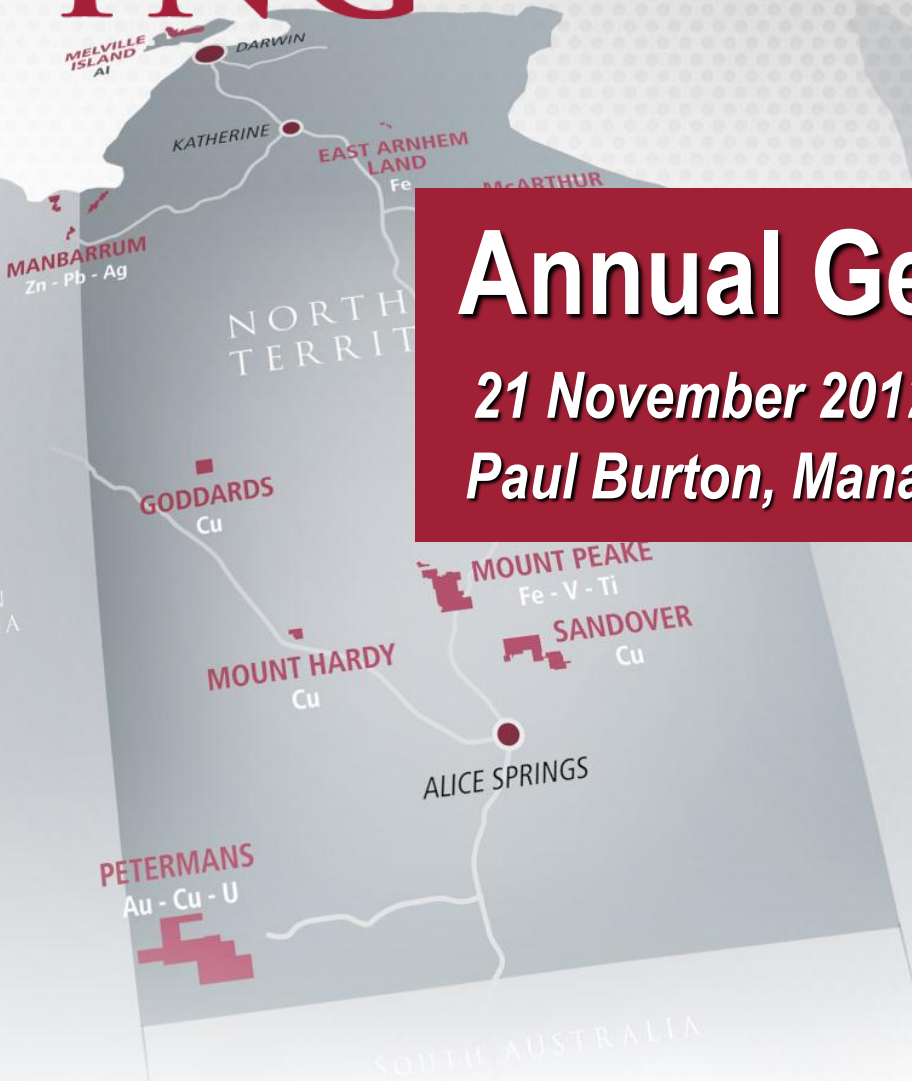 TNG
MELVILLE
ISLAND
Al
DARWIN
KATHERINE
EAST ARNHEM
LAND
Fe
McARTHUR
MANBARRUM
Zn - Pb - Ag
NORTH
TERRIT
Annual Ge
21 November 201
Paul Burton, Mana
GODDARDS
Cu
MOUNT PEAKE
Fe - V - Ti
SANDOVER
Cu
MOUNT HARDY
Cu
ALICE SPRINGS
PETERMANS
Au - Cu - U
SOUTH AUSTRALIA